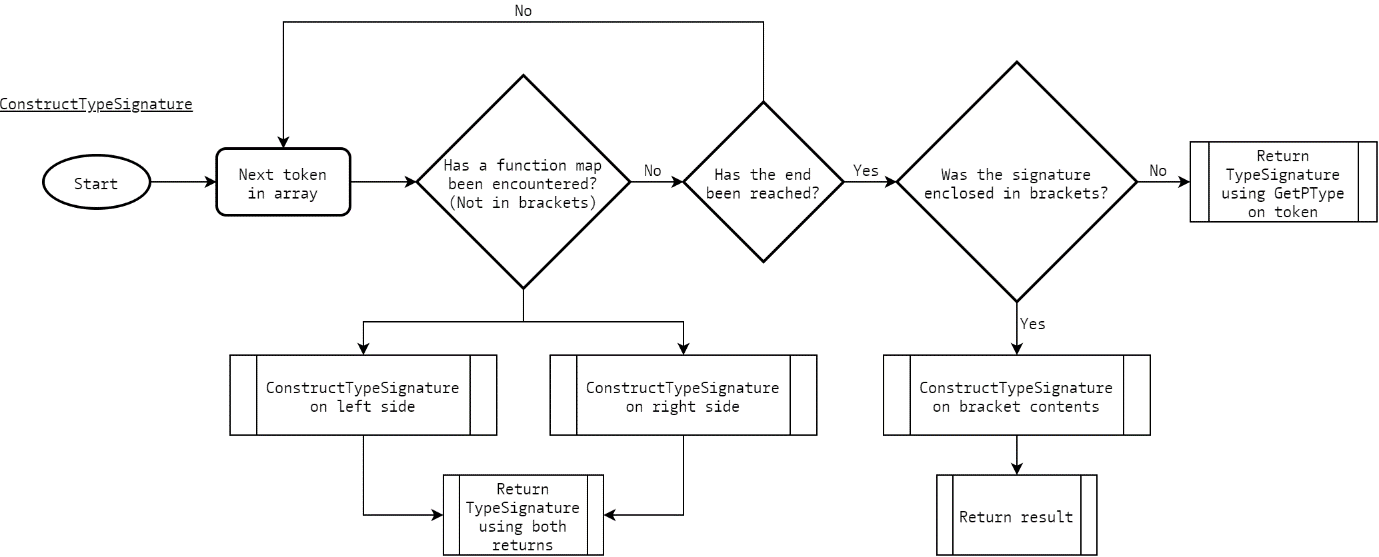 No
ConstructTypeSignature
Start
Next token
in array
Has a function map
been encountered?
(Not in brackets)
No
Has the end
been reached?
Yes
Was the signature
enclosed in brackets?
No
Return
TypeSignature
using GetPType
on token
Yes
ConstructTypeSignature
on left side
ConstructTypeSignature
on right side
ConstructTypeSignature
on bracket contents
Return
TypeSignature
using both
returns
Return result